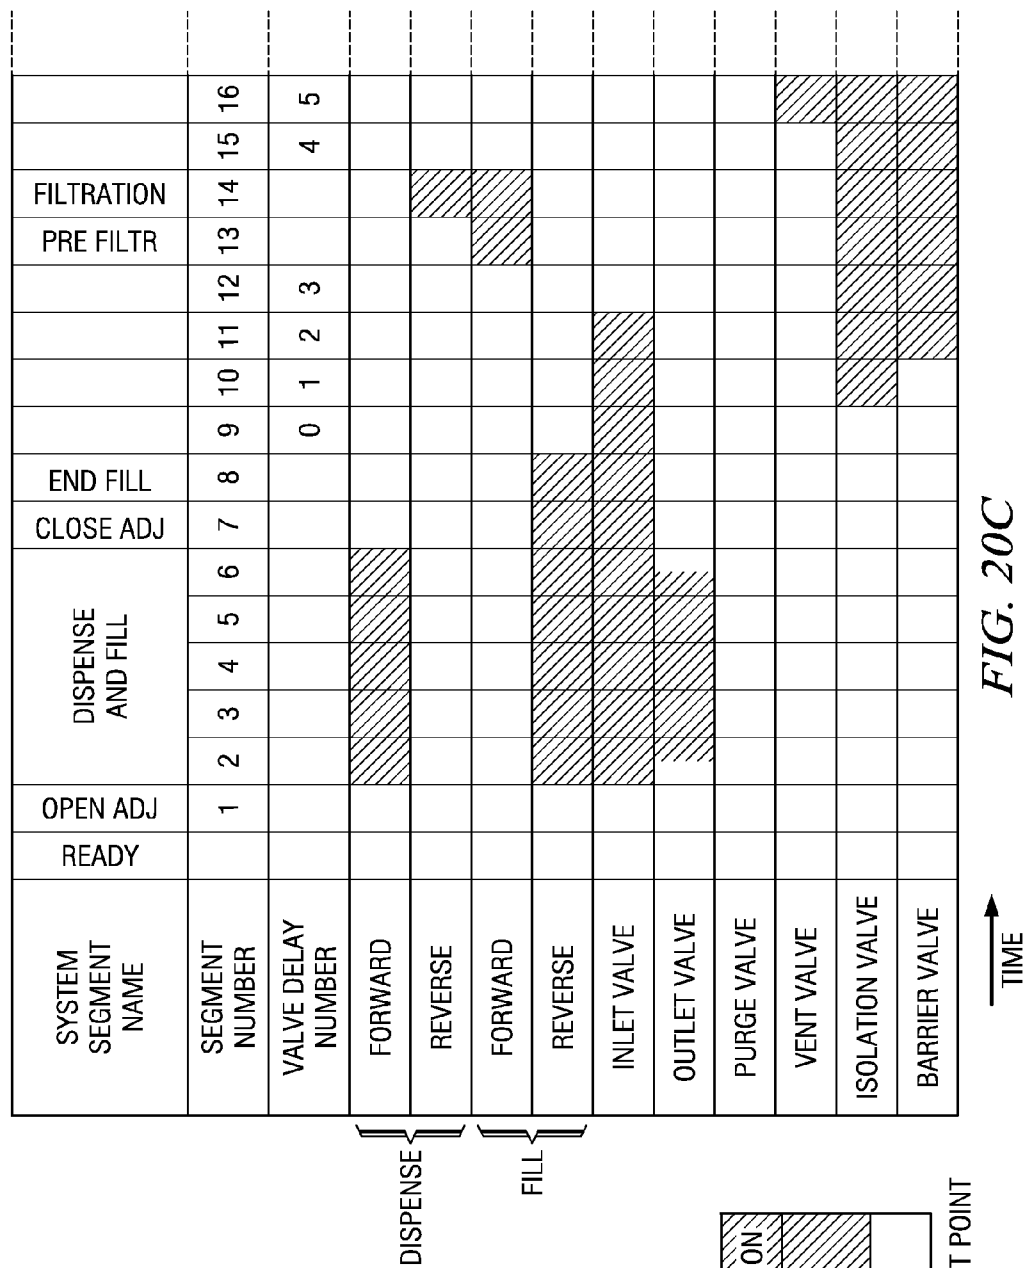 SYSTEM
SEGMENT
NAME
READY
OPEN ADJ
DISPENSE
AND FILL
CLOSE ADJ
END FILL
PRE FILTR
FILTRATION
SEGMENT
NUMBER
1 2 3 4 5 6 7 8 9 10 11 12 13 14 15 16
VALVE DELAY
NUMBER
0 1 2 3 4 5
DISPENSE
FORWARD
REVERSE
FILL
FORWARD
REVERSE
INLET VALVE
OUTLET VALVE
PURGE VALVE
VENT VALVE
ISOLATION VALVE
BARRIER VALVE
TIME
ON
T POINT
FIG. 20C